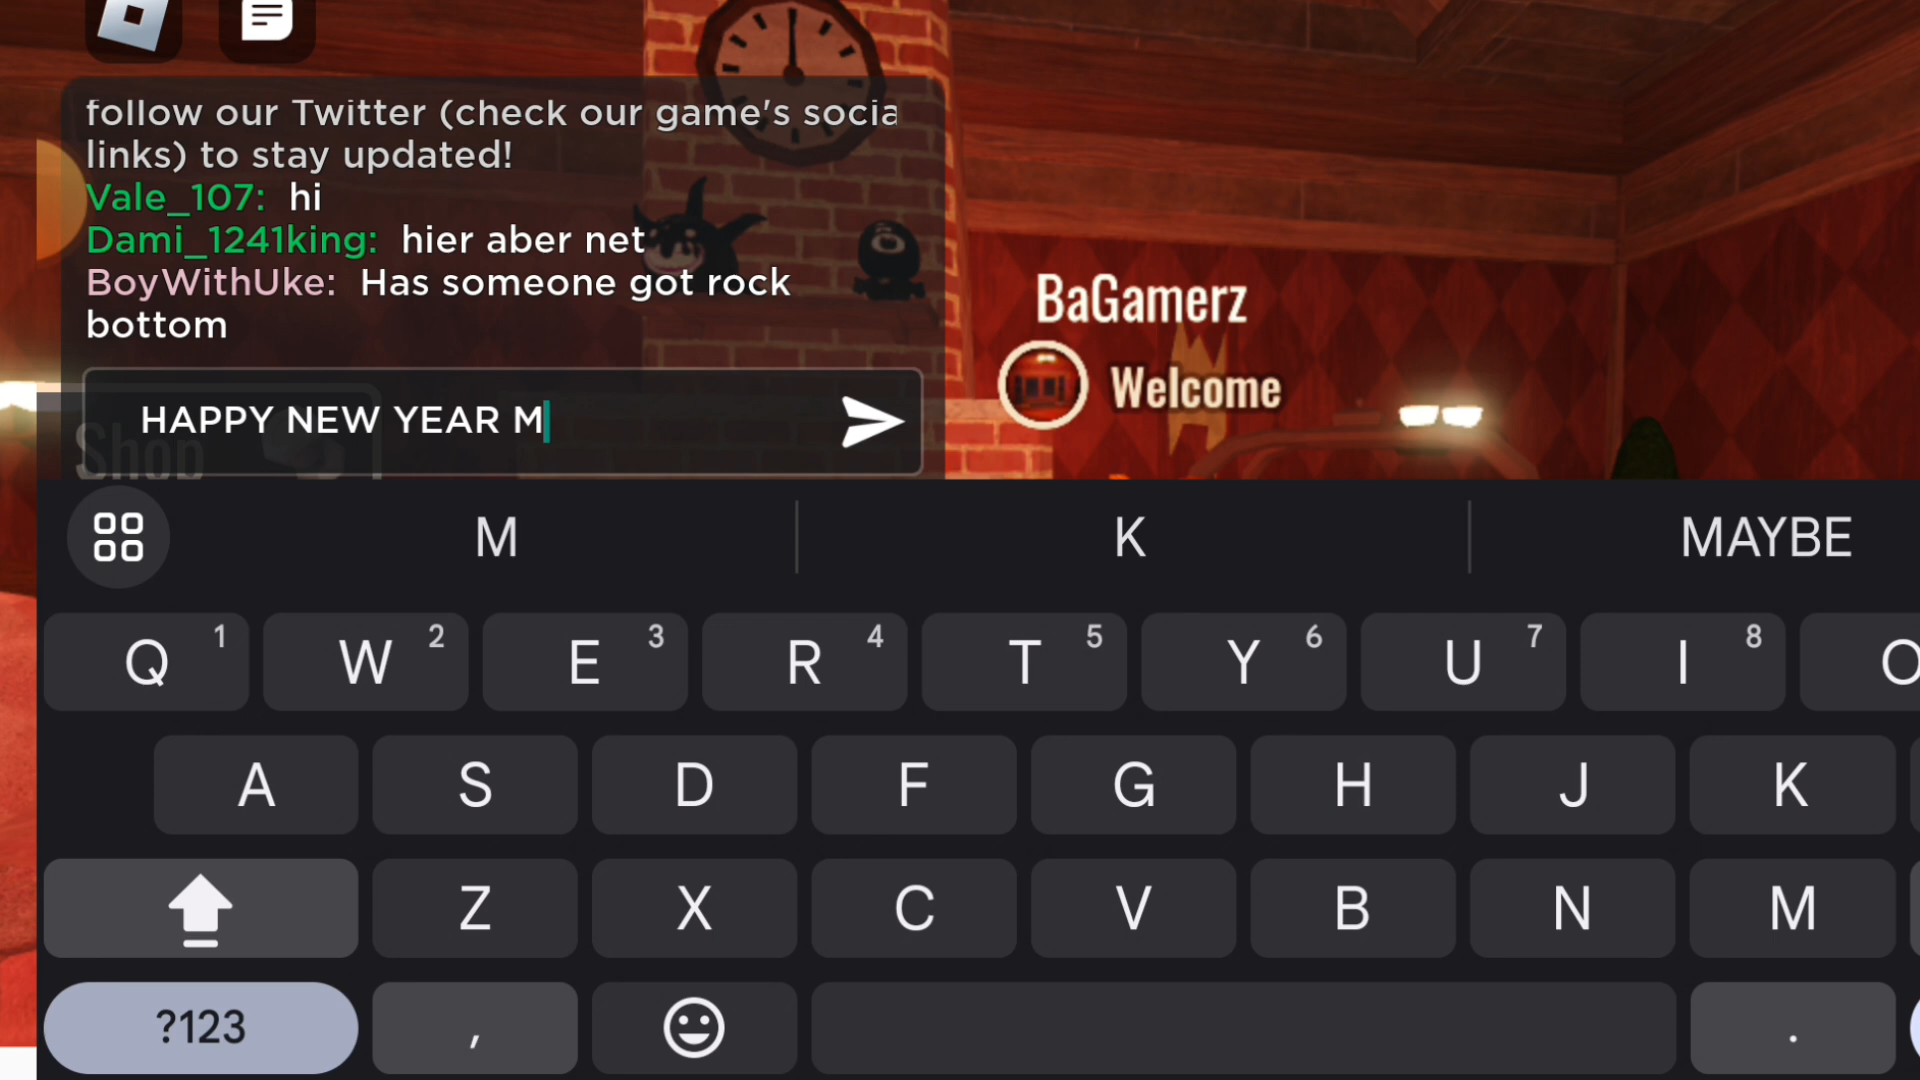 follow our Twitter (check our game's socia
links) to stay updated!
Vale_107: hi
Dami_1241king: hier aber net
BoyWithUke: Has someone got rock
bottom
HAPPY NEW YEAR M
Shop
BaGamerz
Welcome
M K MAYBE
Q 1 W 2 E 3 R 4 T 5 Y 6 U 7 I 8 O
A S D F G H J K
Z X C V B N M
?123 , .